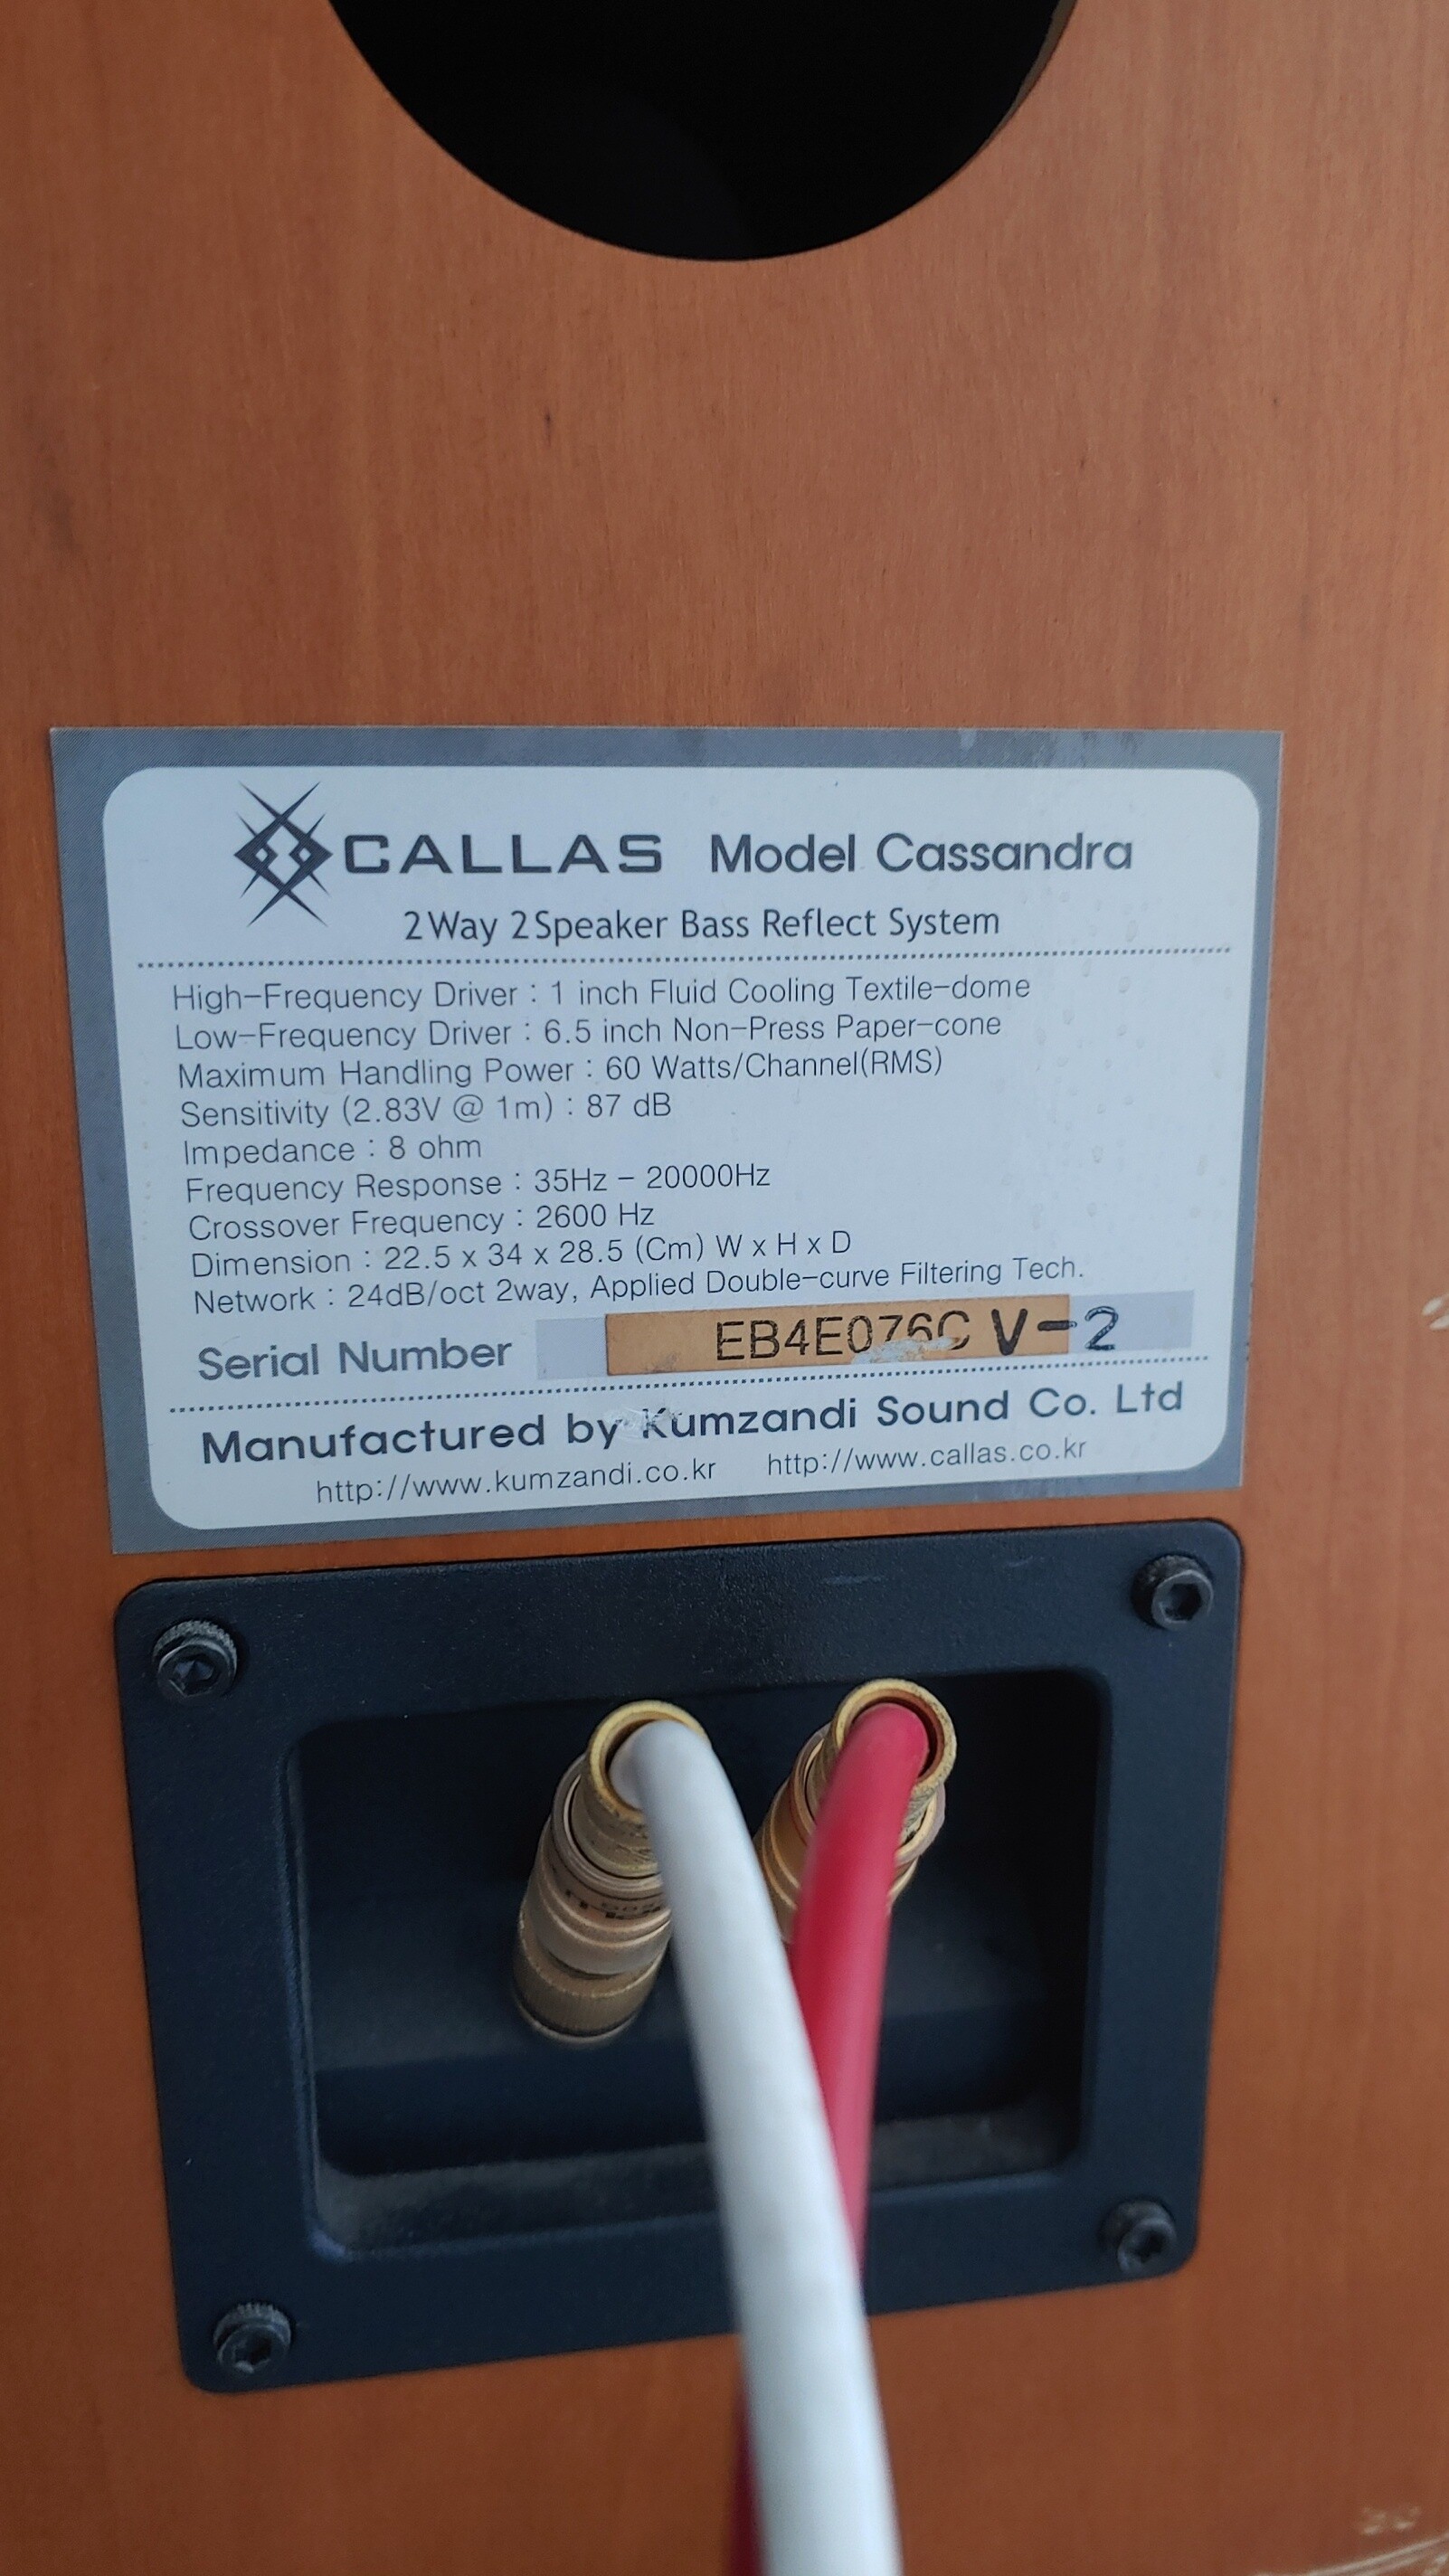 CALLAS Model Cassandra
2Way 2Speaker Bass Reflect System
High-Frequency Driver : 1 inch Fluid Cooling Textile-dome
Low-Frequency Driver : 6.5 inch Non-Press Paper-cone
Maximum Handling Power : 60 Watts/Channel(RMS)
Sensitivity (2.83V @ 1m) : 87 dB
Impedance : 8 ohm
Frequency Response : 35Hz - 20000Hz
Crossover Frequency : 2600 Hz
Dimension : 22.5 x 34 x 28.5 (Cm) W x H x D
Network : 24dB/oct 2way, Applied Double-curve Filtering Tech.
Serial Number EB4E076C V-2
Manufactured by Kumzandi Sound Co. Ltd
http://www.kumzandi.co.kr http://www.callas.co.kr